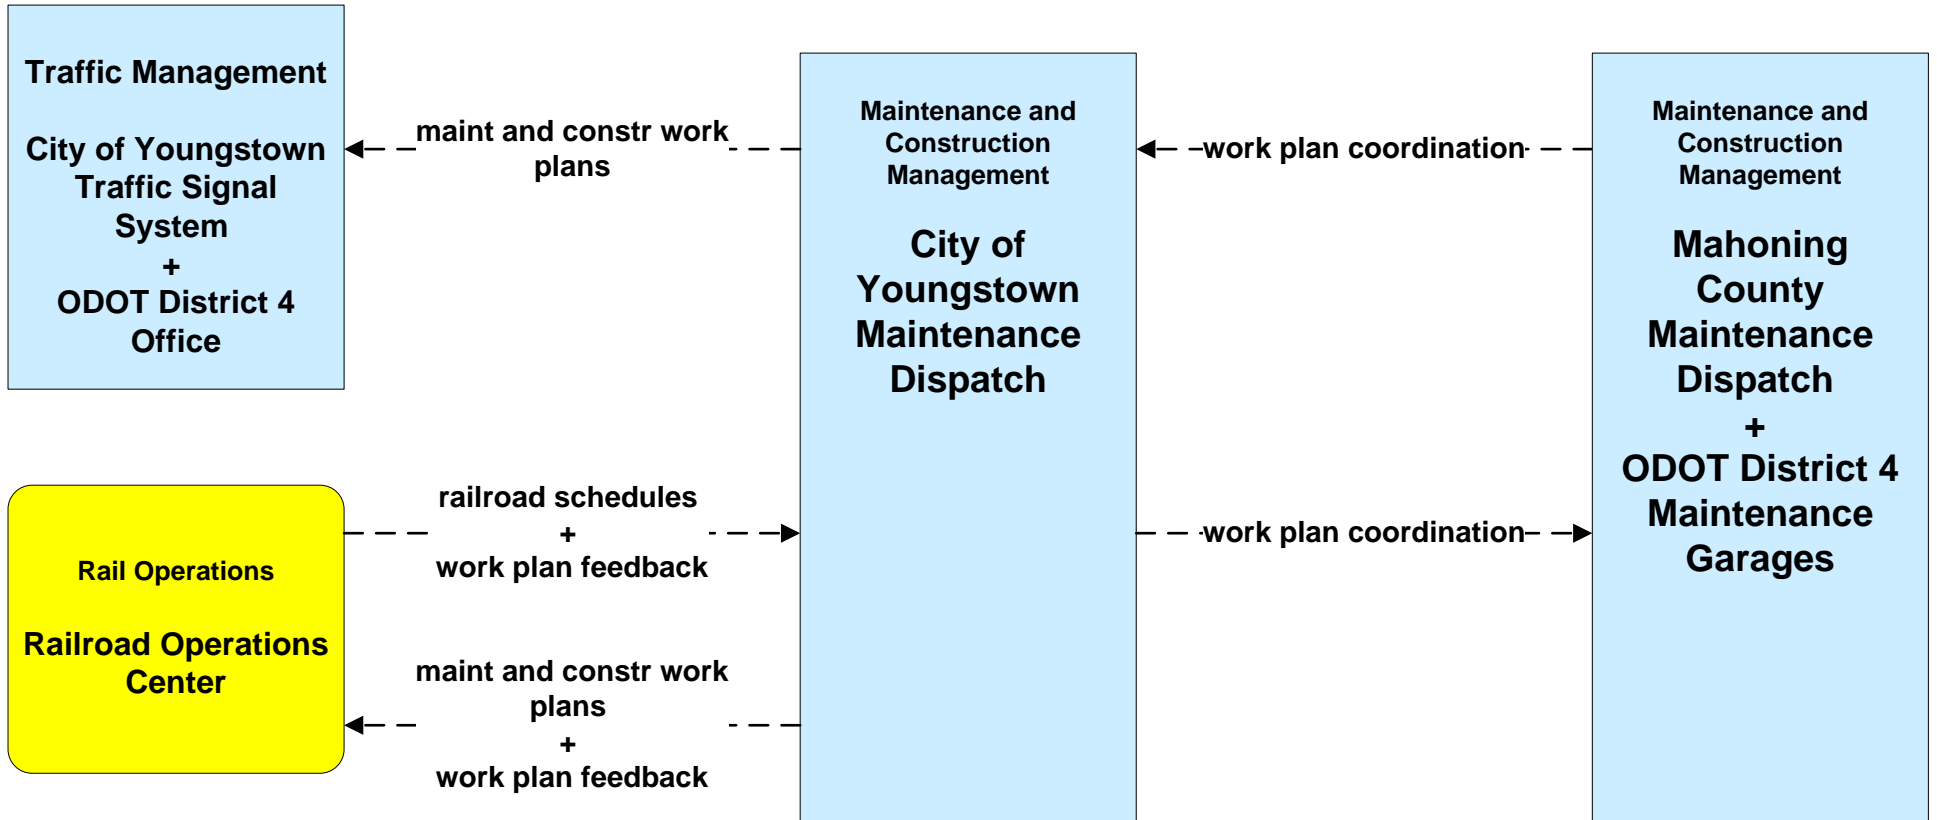 Traffic Management
City of Youngstown
Traffic Signal
System
+
ODOT District 4
Office
maint and constr work
plans
Maintenance and
Construction
Management
City of
Youngstown
Maintenance
Dispatch
work plan coordination
Maintenance and
Construction
Management
Mahoning
County
Maintenance
Dispatch
+
ODOT District 4
Maintenance
Garages
Rail Operations
Railroad Operations
Center
railroad schedules
+
work plan feedback
work plan coordination
maint and constr work
plans
+
work plan feedback